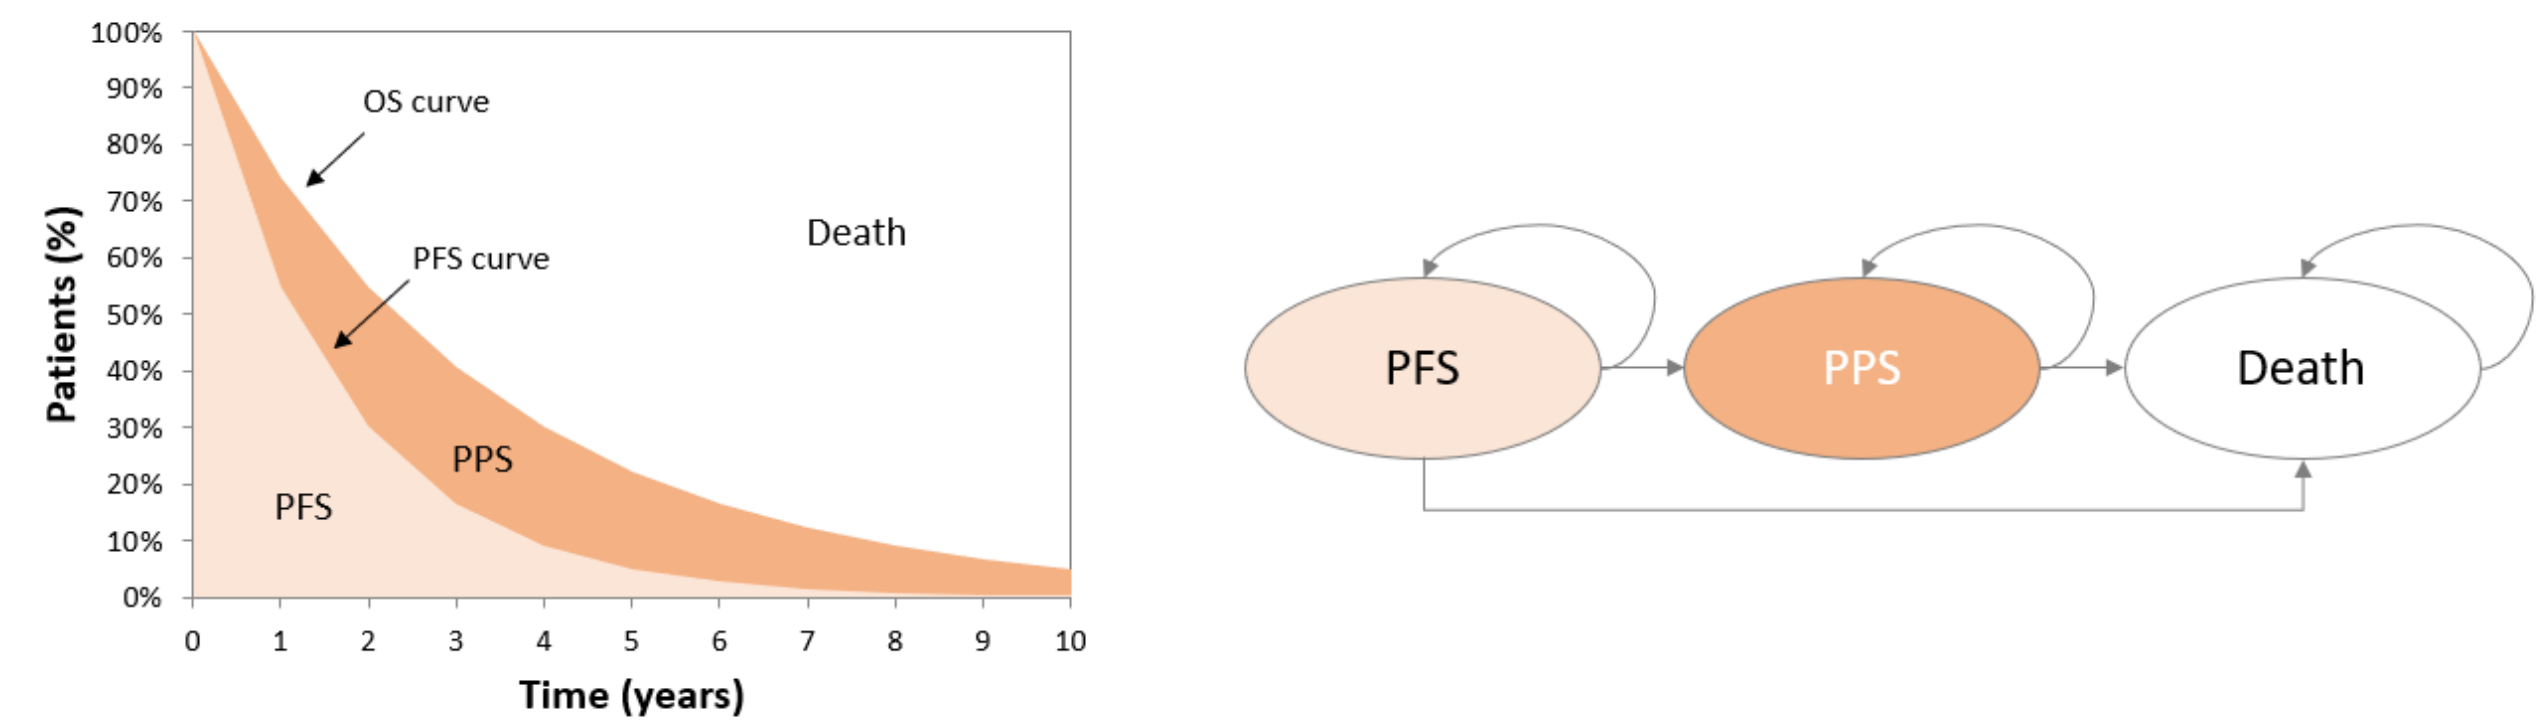 100%
90%
80%
70%
60%
50%
40%
30%
20%
10%
0%
Patients (%)
OS curve
PFS curve
Death
PPS
PFS
0 1 2 3 4 5 6 7 8 9 10
Time (years)
PFS
PPS
Death